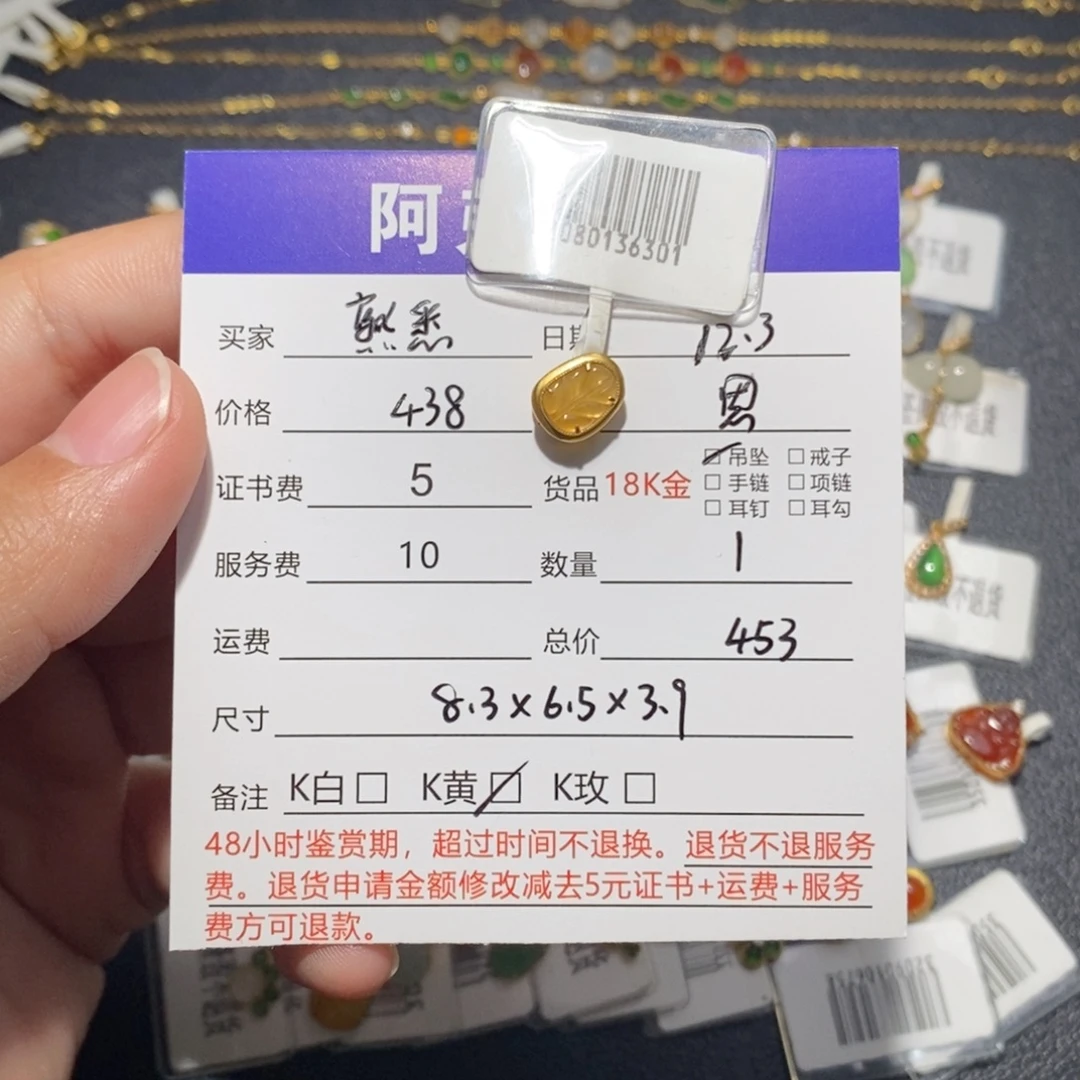 阿
080136301
买家 熟悉 日期 12.3
价格 438 恩
证书费 5 货品 18K金 吊坠 戒子
手链 项链
耳钉 耳勾
服务费 10 数量 1
运费 总价 453
尺寸 8.3×6.5×3.9
备注 K白 K黄 K玫
48小时鉴赏期，超过时间不退换。退货不退服务
费。退货申请金额修改减去5元证书+运费+服务
费方可退款。